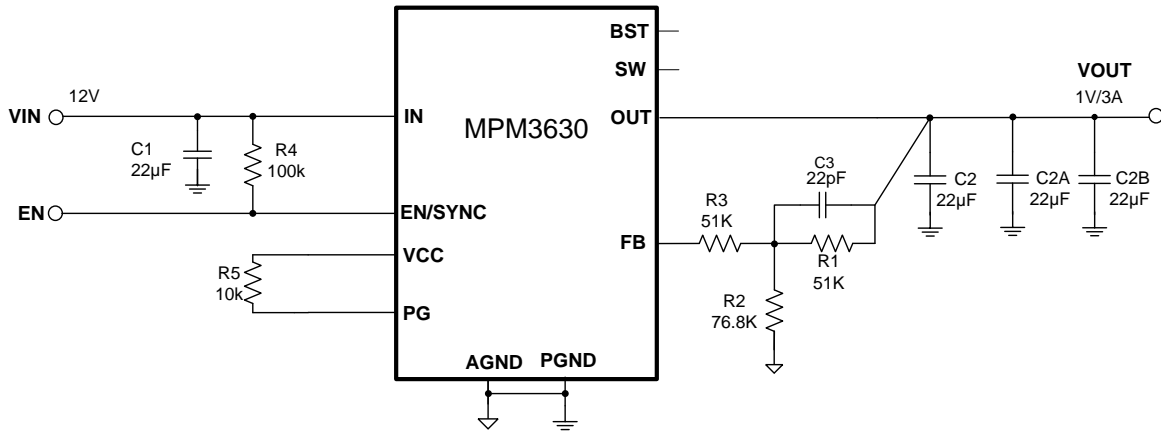 BST
SW
VOUT
1V/3A
12V
VIN
IN
MPM3630
OUT
C1
22µF
R4
100k
C3
22pF
C2
22µF
C2A
22µF
C2B
22µF
EN
EN/SYNC
R3
51K
FB
VCC
R1
51K
R5
10k
PG
R2
76.8K
AGND
PGND